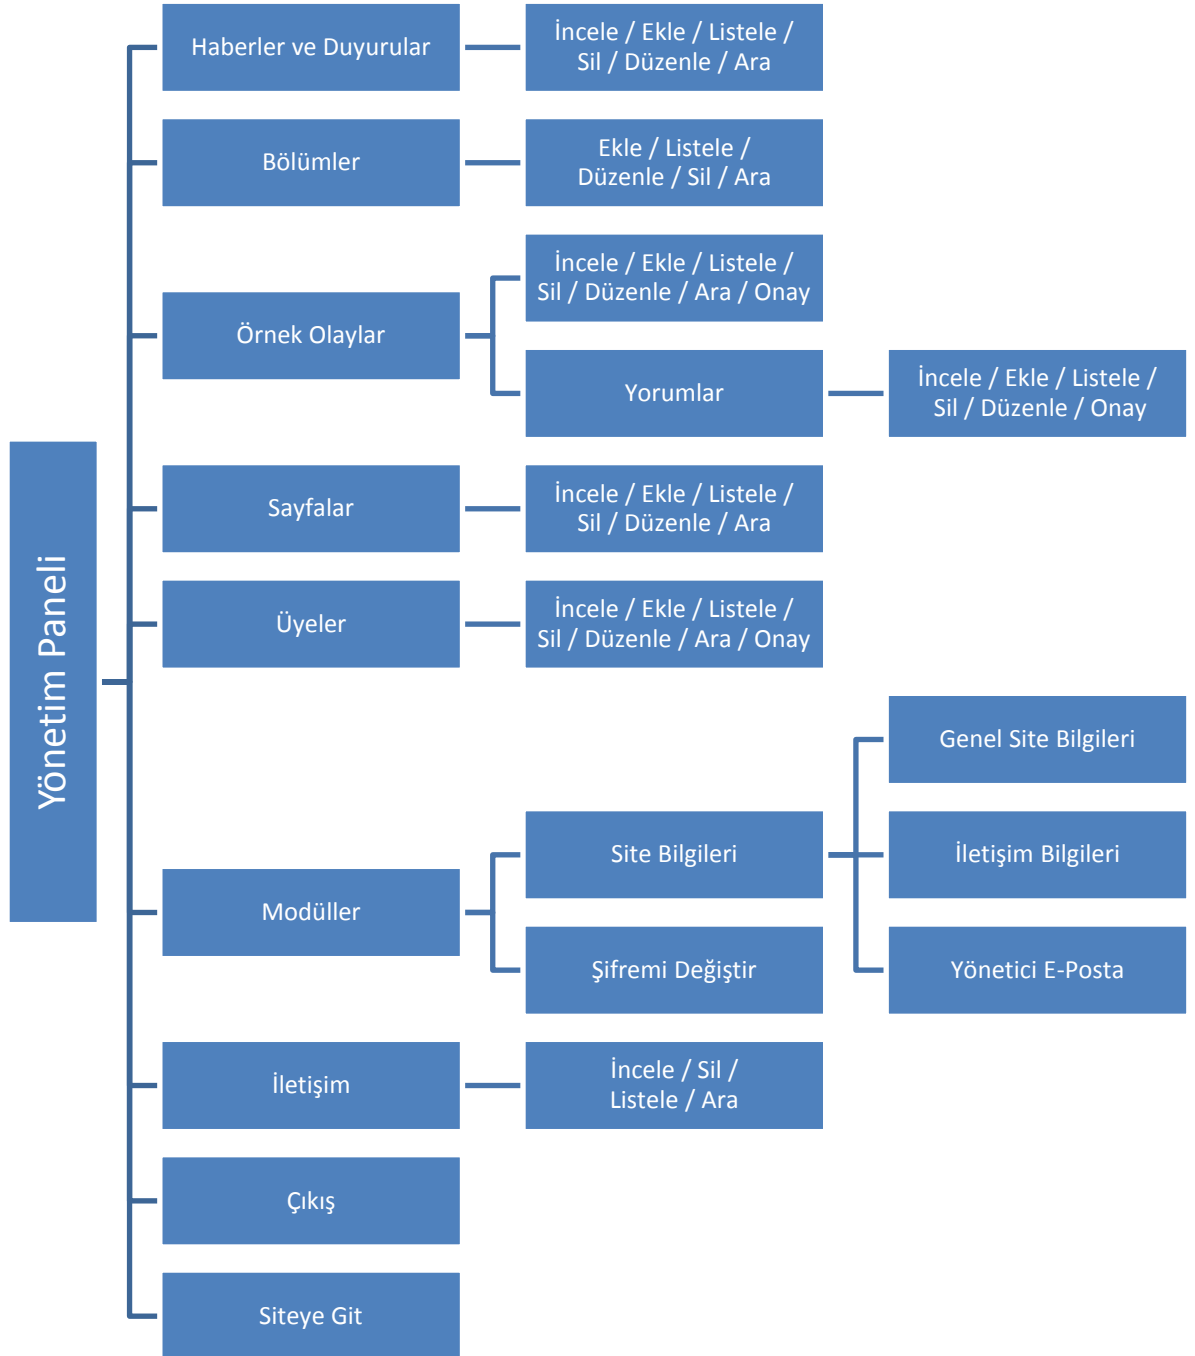 Yönetim Paneli
Haberler ve Duyurular
İncele / Ekle / Listele /
Sil / Düzenle / Ara
Bölümler
Ekle / Listele /
Düzenle / Sil / Ara
Örnek Olaylar
İncele / Ekle / Listele /
Sil / Düzenle / Ara / Onay
Yorumlar
İncele / Ekle / Listele /
Sil / Düzenle / Onay
Sayfalar
İncele / Ekle / Listele /
Sil / Düzenle / Ara
Üyeler
İncele / Ekle / Listele /
Sil / Düzenle / Ara / Onay
Modüller
Site Bilgileri
Genel Site Bilgileri
İletişim Bilgileri
Yönetici E-Posta
Şifremi Değiştir
İletişim
İncele / Sil /
Listele / Ara
Çıkış
Siteye Git